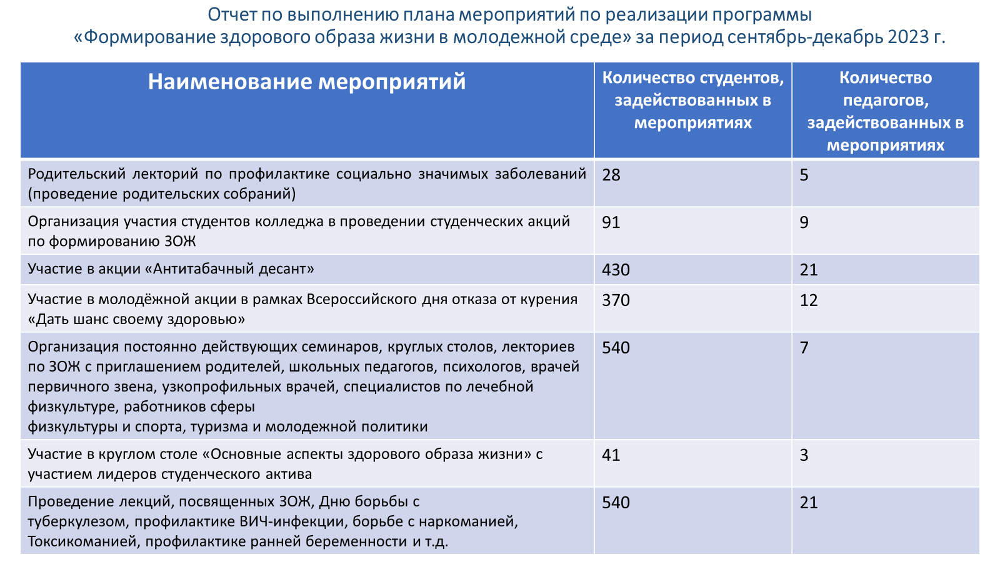 Отчет по выполнению плана мероприятий по реализации программы
«Формирование здорового образа жизни в молодежной среде» за период сентябрь-декабрь 2023 г.
Наименование мероприятий
Количество студентов,
задействованных в
мероприятиях
Количество
педагогов,
задействованных в
мероприятиях
Родительский лекторий по профилактике социально значимых заболеваний
(проведение родительских собраний)
28
5
Организация участия студентов колледжа в проведении студенческих акций
по формированию ЗОЖ
91
9
Участие в акции «Антитабачный десант»
430
21
Участие в молодёжной акции в рамках Всероссийского дня отказа от курения
«Дать шанс своему здоровью»
370
12
Организация постоянно действующих семинаров, круглых столов, лекториев
по ЗОЖ с приглашением родителей, школьных педагогов, психологов, врачей
первичного звена, узкопрофильных врачей, специалистов по лечебной
физкультуре, работников сферы
физкультуры и спорта, туризма и молодежной политики
540
7
Участие в круглом столе «Основные аспекты здорового образа жизни» с
участием лидеров студенческого актива
41
3
Проведение лекций, посвященных ЗОЖ, Дню борьбы с
туберкулезом, профилактике ВИЧ-инфекции, борьбе с наркоманией,
Токсикоманией, профилактике ранней беременности и т.д.
540
21